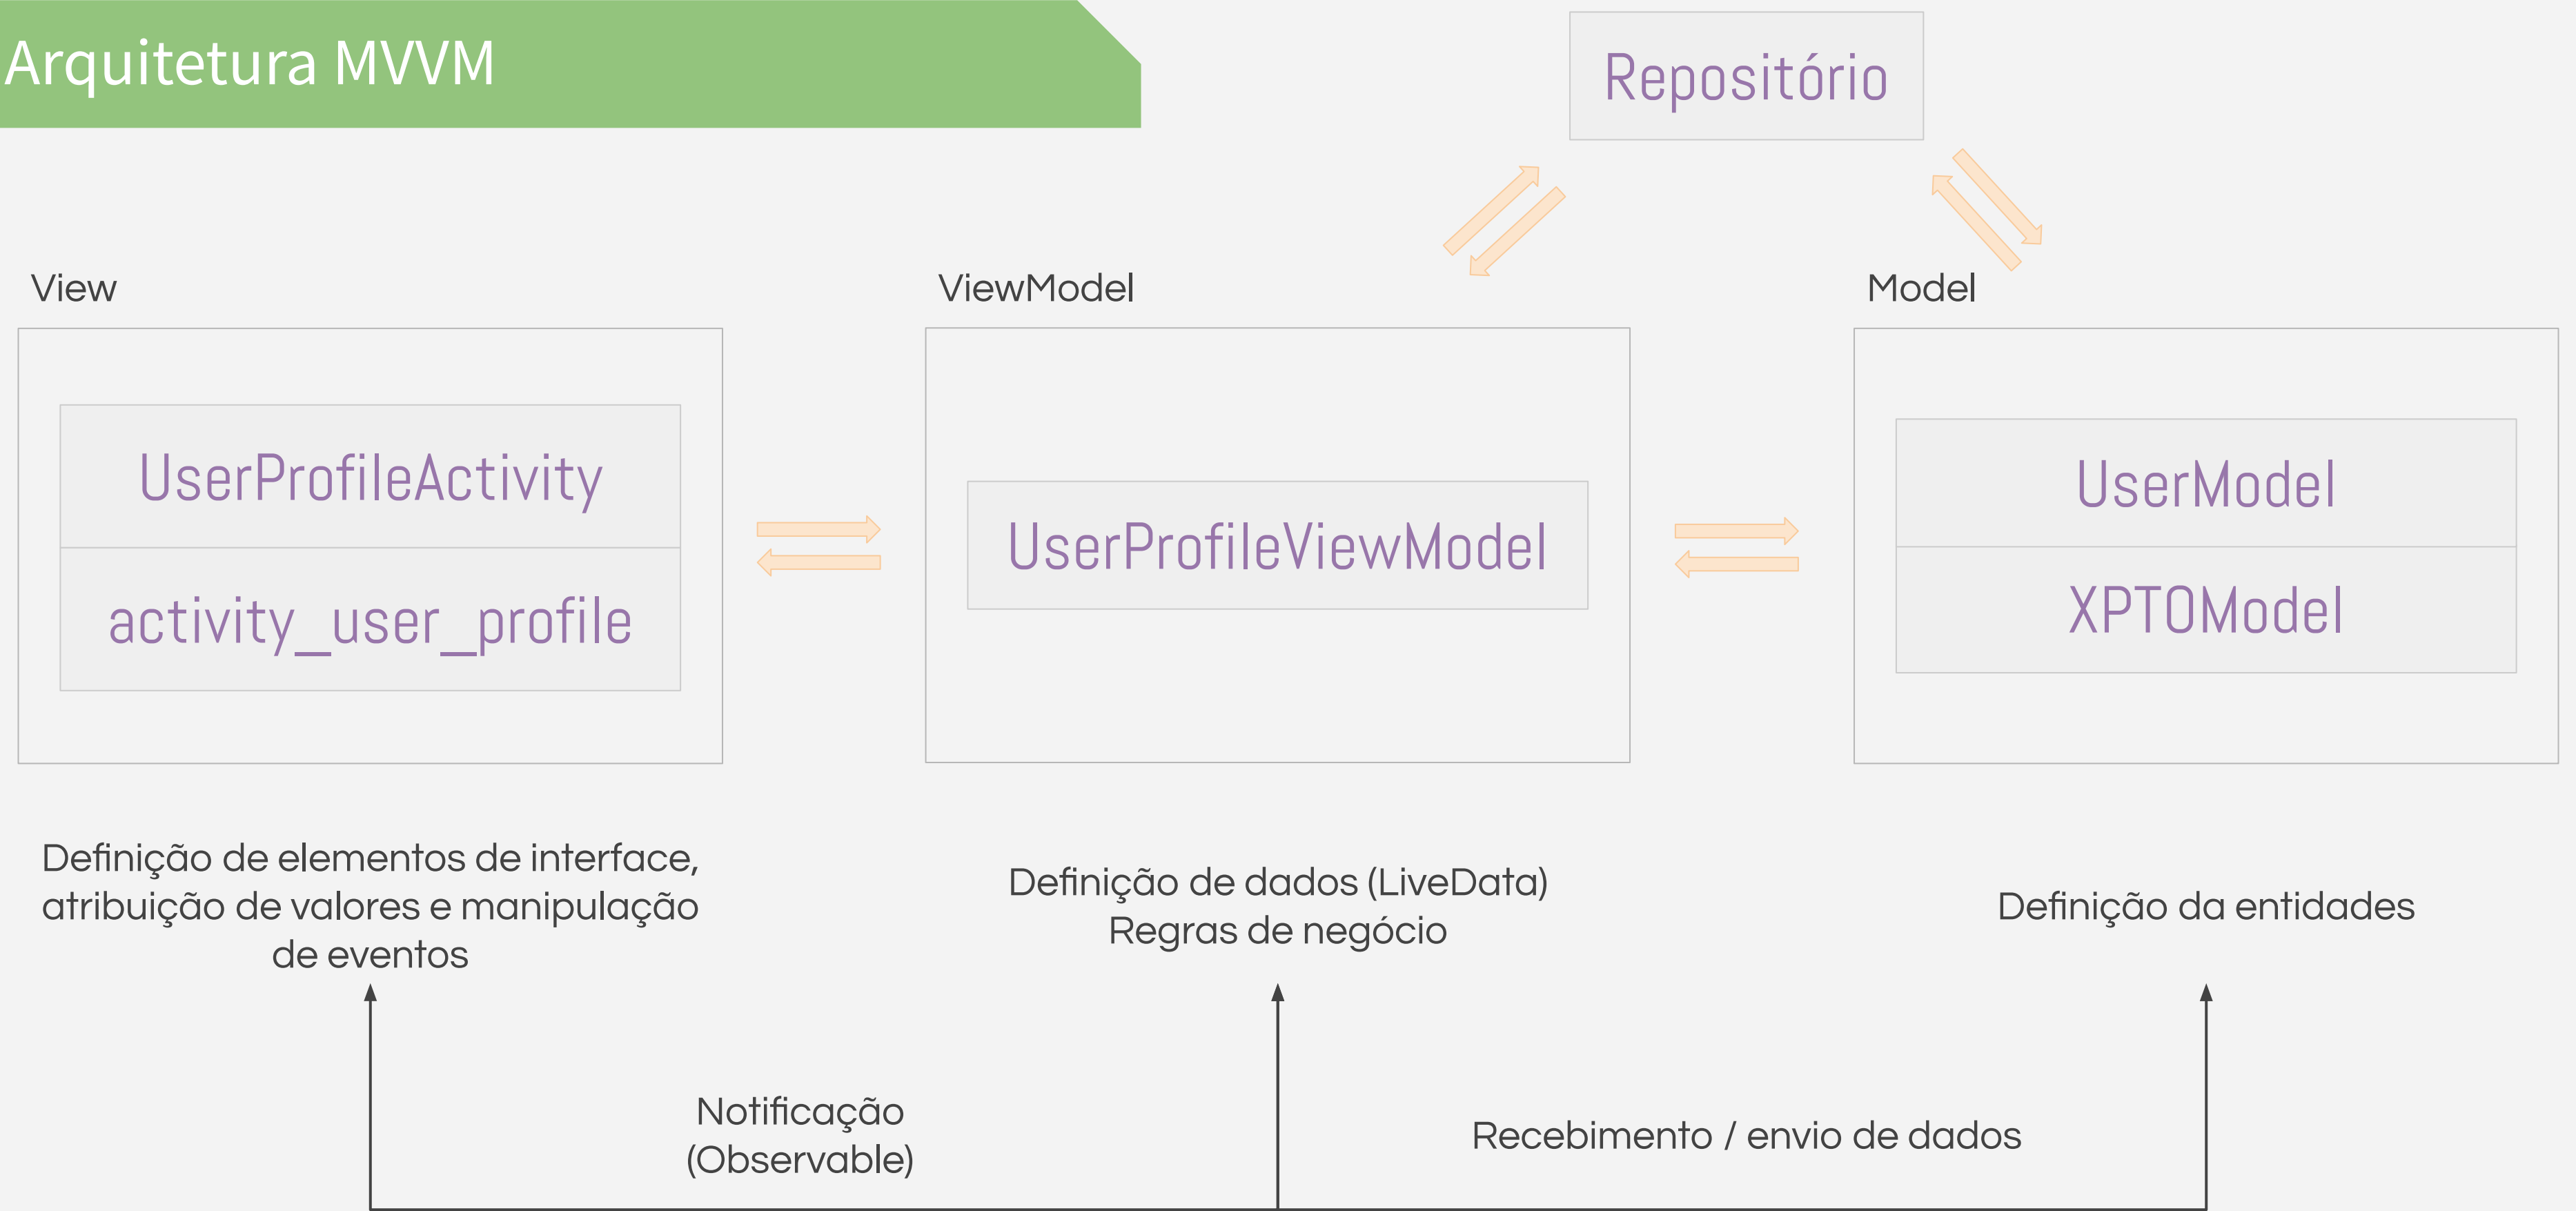 Arquitetura MVVM
Repositório
View
ViewModel
Model
UserProfileActivity
activity_user_profile
UserProfileViewModel
UserModel
XPTOModel
Definição de elementos de interface,
atribuição de valores e manipulação
de eventos
Definição de dados (LiveData)
Regras de negócio
Definição da entidades
Notificação
(Observable)
Recebimento / envio de dados